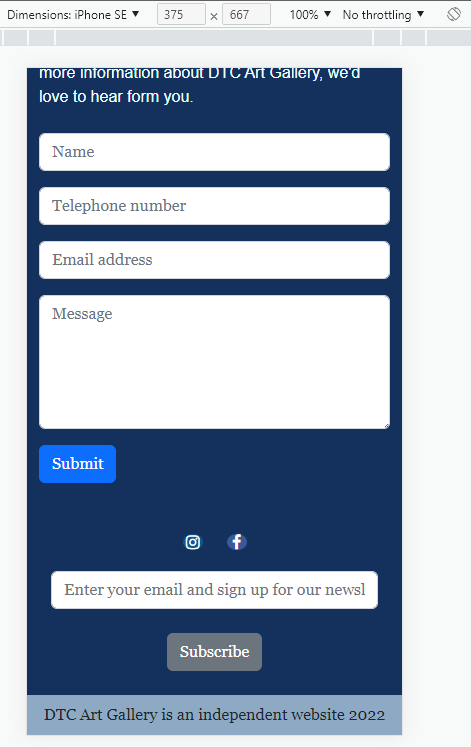 Dimensions: iPhone SE ▼ 375 × 667 100% ▼ No throttling ▼
more information about DTC Art Gallery, we'd
love to hear form you.
Name
Telephone number
Email address
Message
Submit
Enter your email and sign up for our newsl
Subscribe
DTC Art Gallery is an independent website 2022